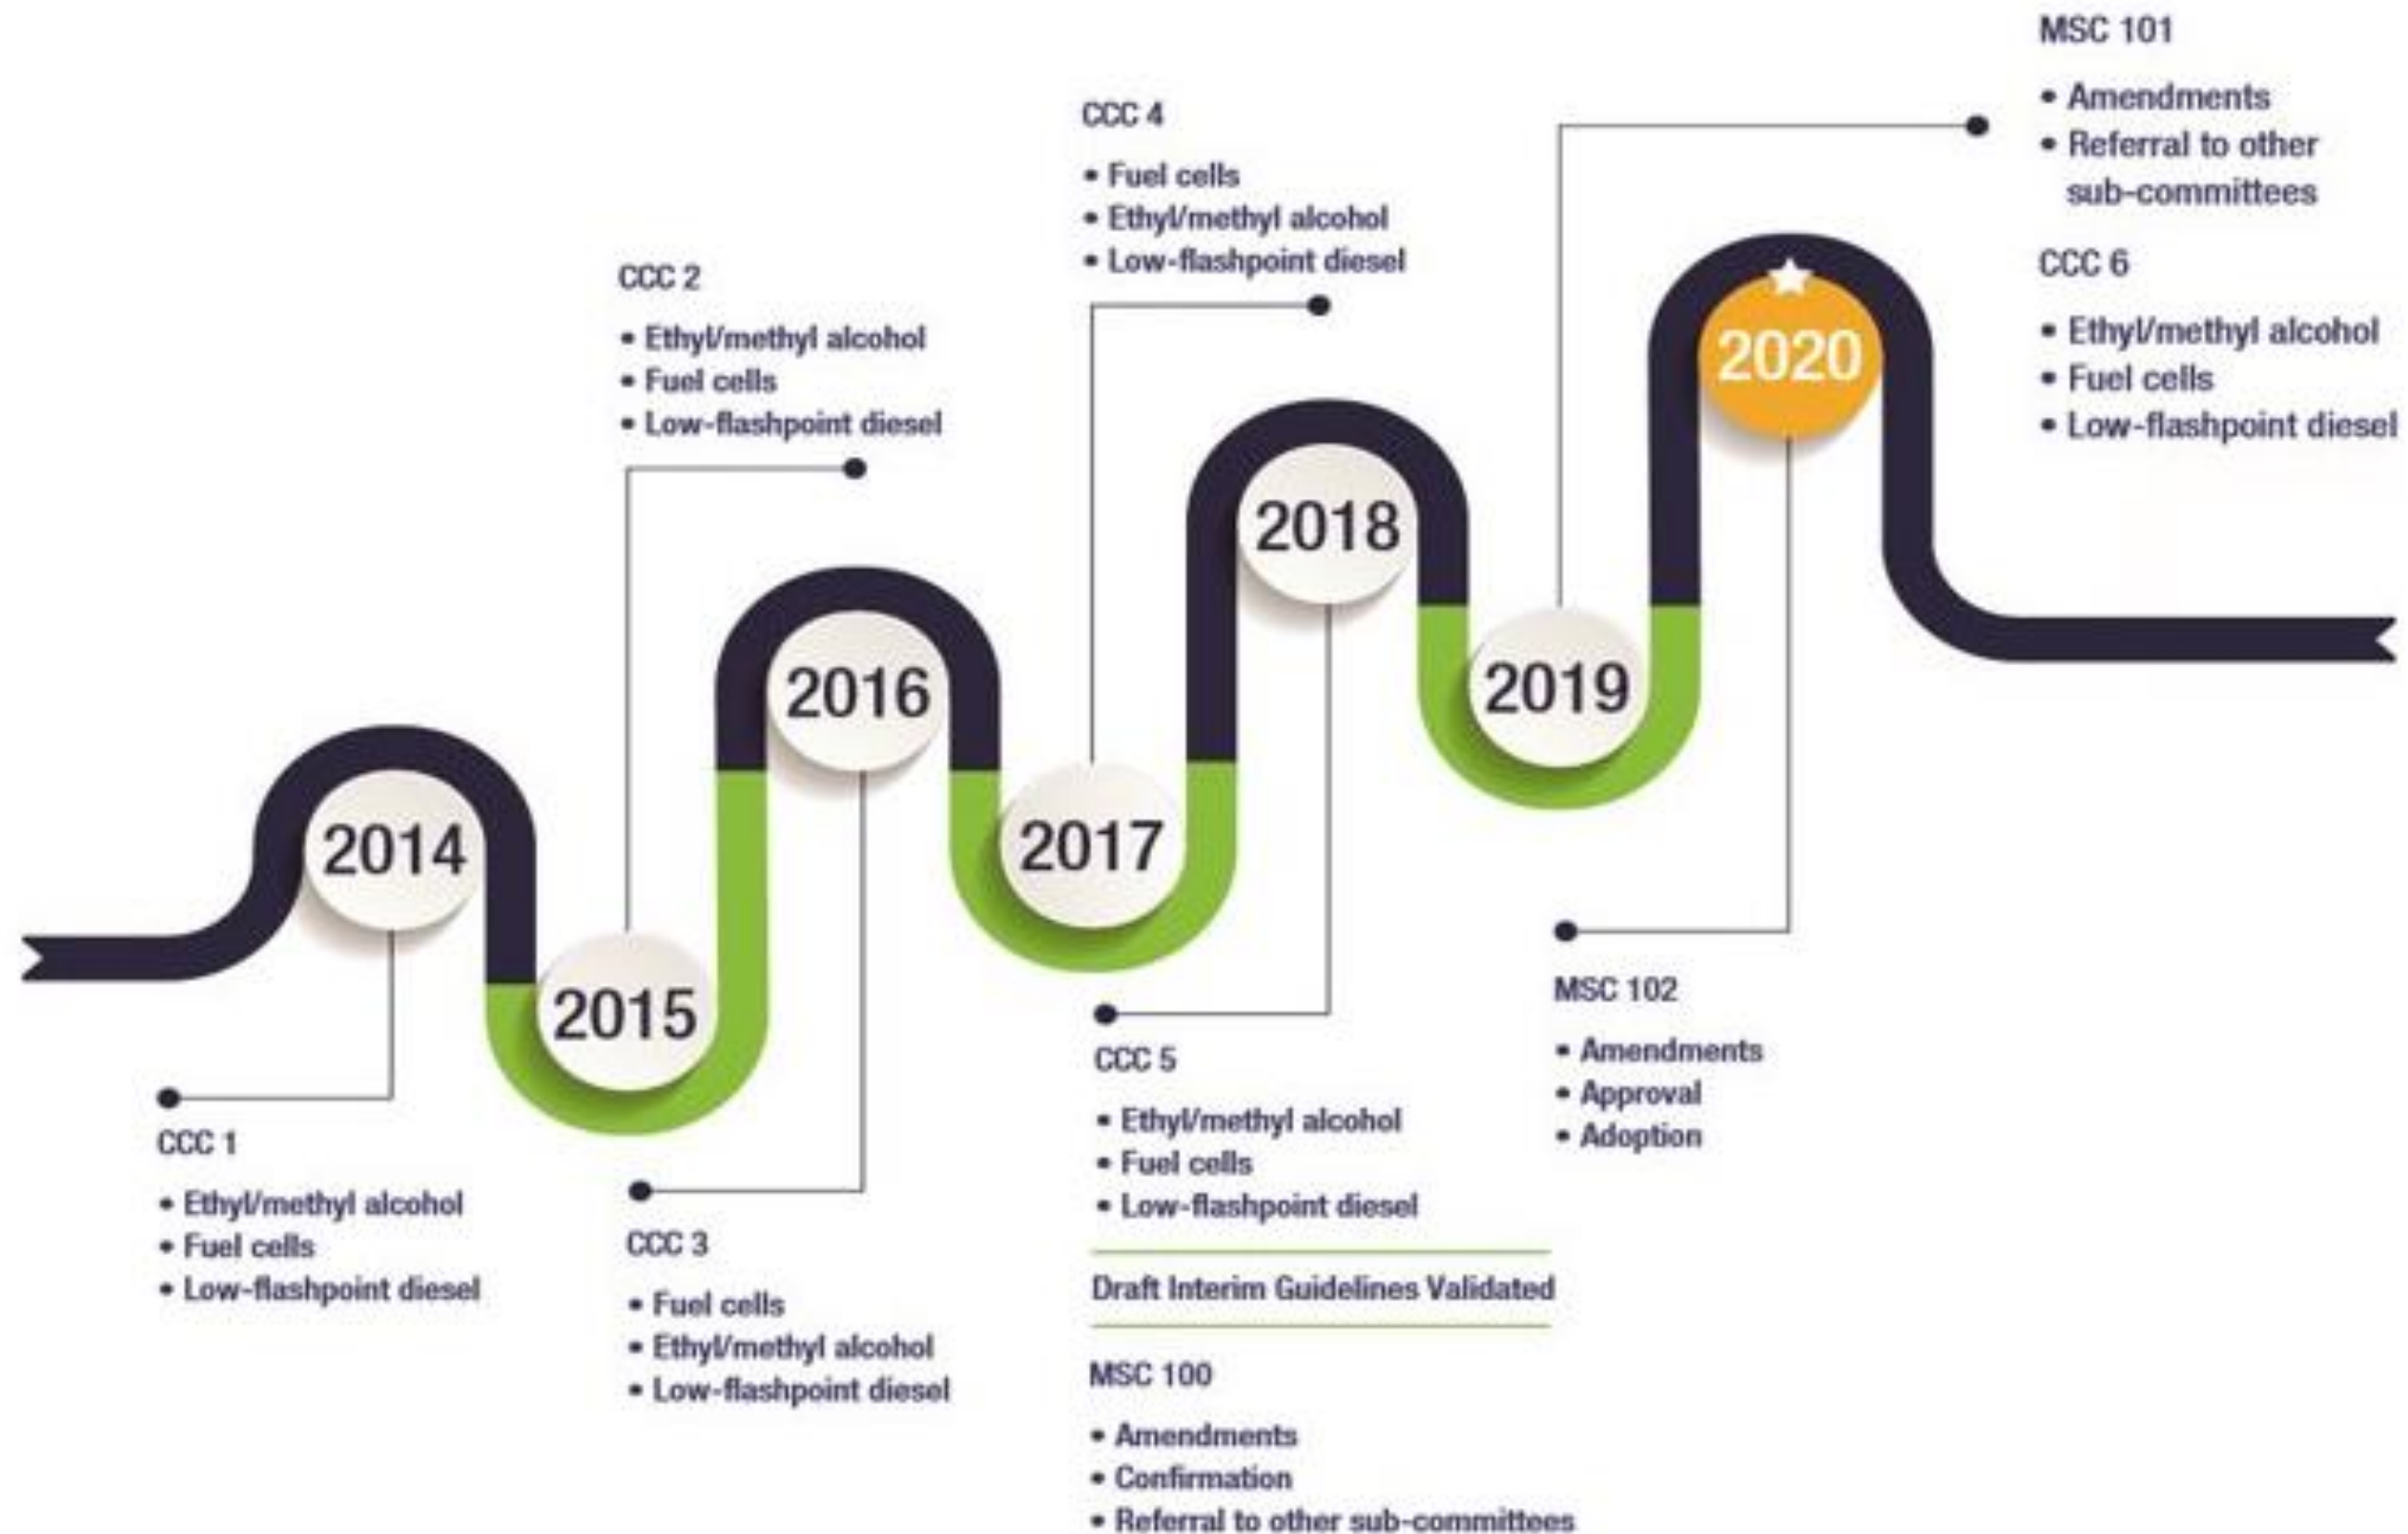 MSC 101
• Amendments
• Referral to other
sub-committees
CCC 6
• Ethyl/methyl alcohol
• Fuel cells
• Low-flashpoint diesel
CCC 4
• Fuel cells
• Ethyl/methyl alcohol
• Low-flashpoint diesel
CCC 2
• Ethyl/methyl alcohol
• Fuel cells
• Low-flashpoint diesel
2014
2015
2016
2017
2018
2019
2020
CCC 1
• Ethyl/methyl alcohol
• Fuel cells
• Low-flashpoint diesel
CCC 3
• Fuel cells
• Ethyl/methyl alcohol
• Low-flashpoint diesel
CCC 5
• Ethyl/methyl alcohol
• Fuel cells
• Low-flashpoint diesel
Draft Interim Guidelines Validated
MSC 100
• Amendments
• Confirmation
• Referral to other sub-committees
MSC 102
• Amendments
• Approval
• Adoption